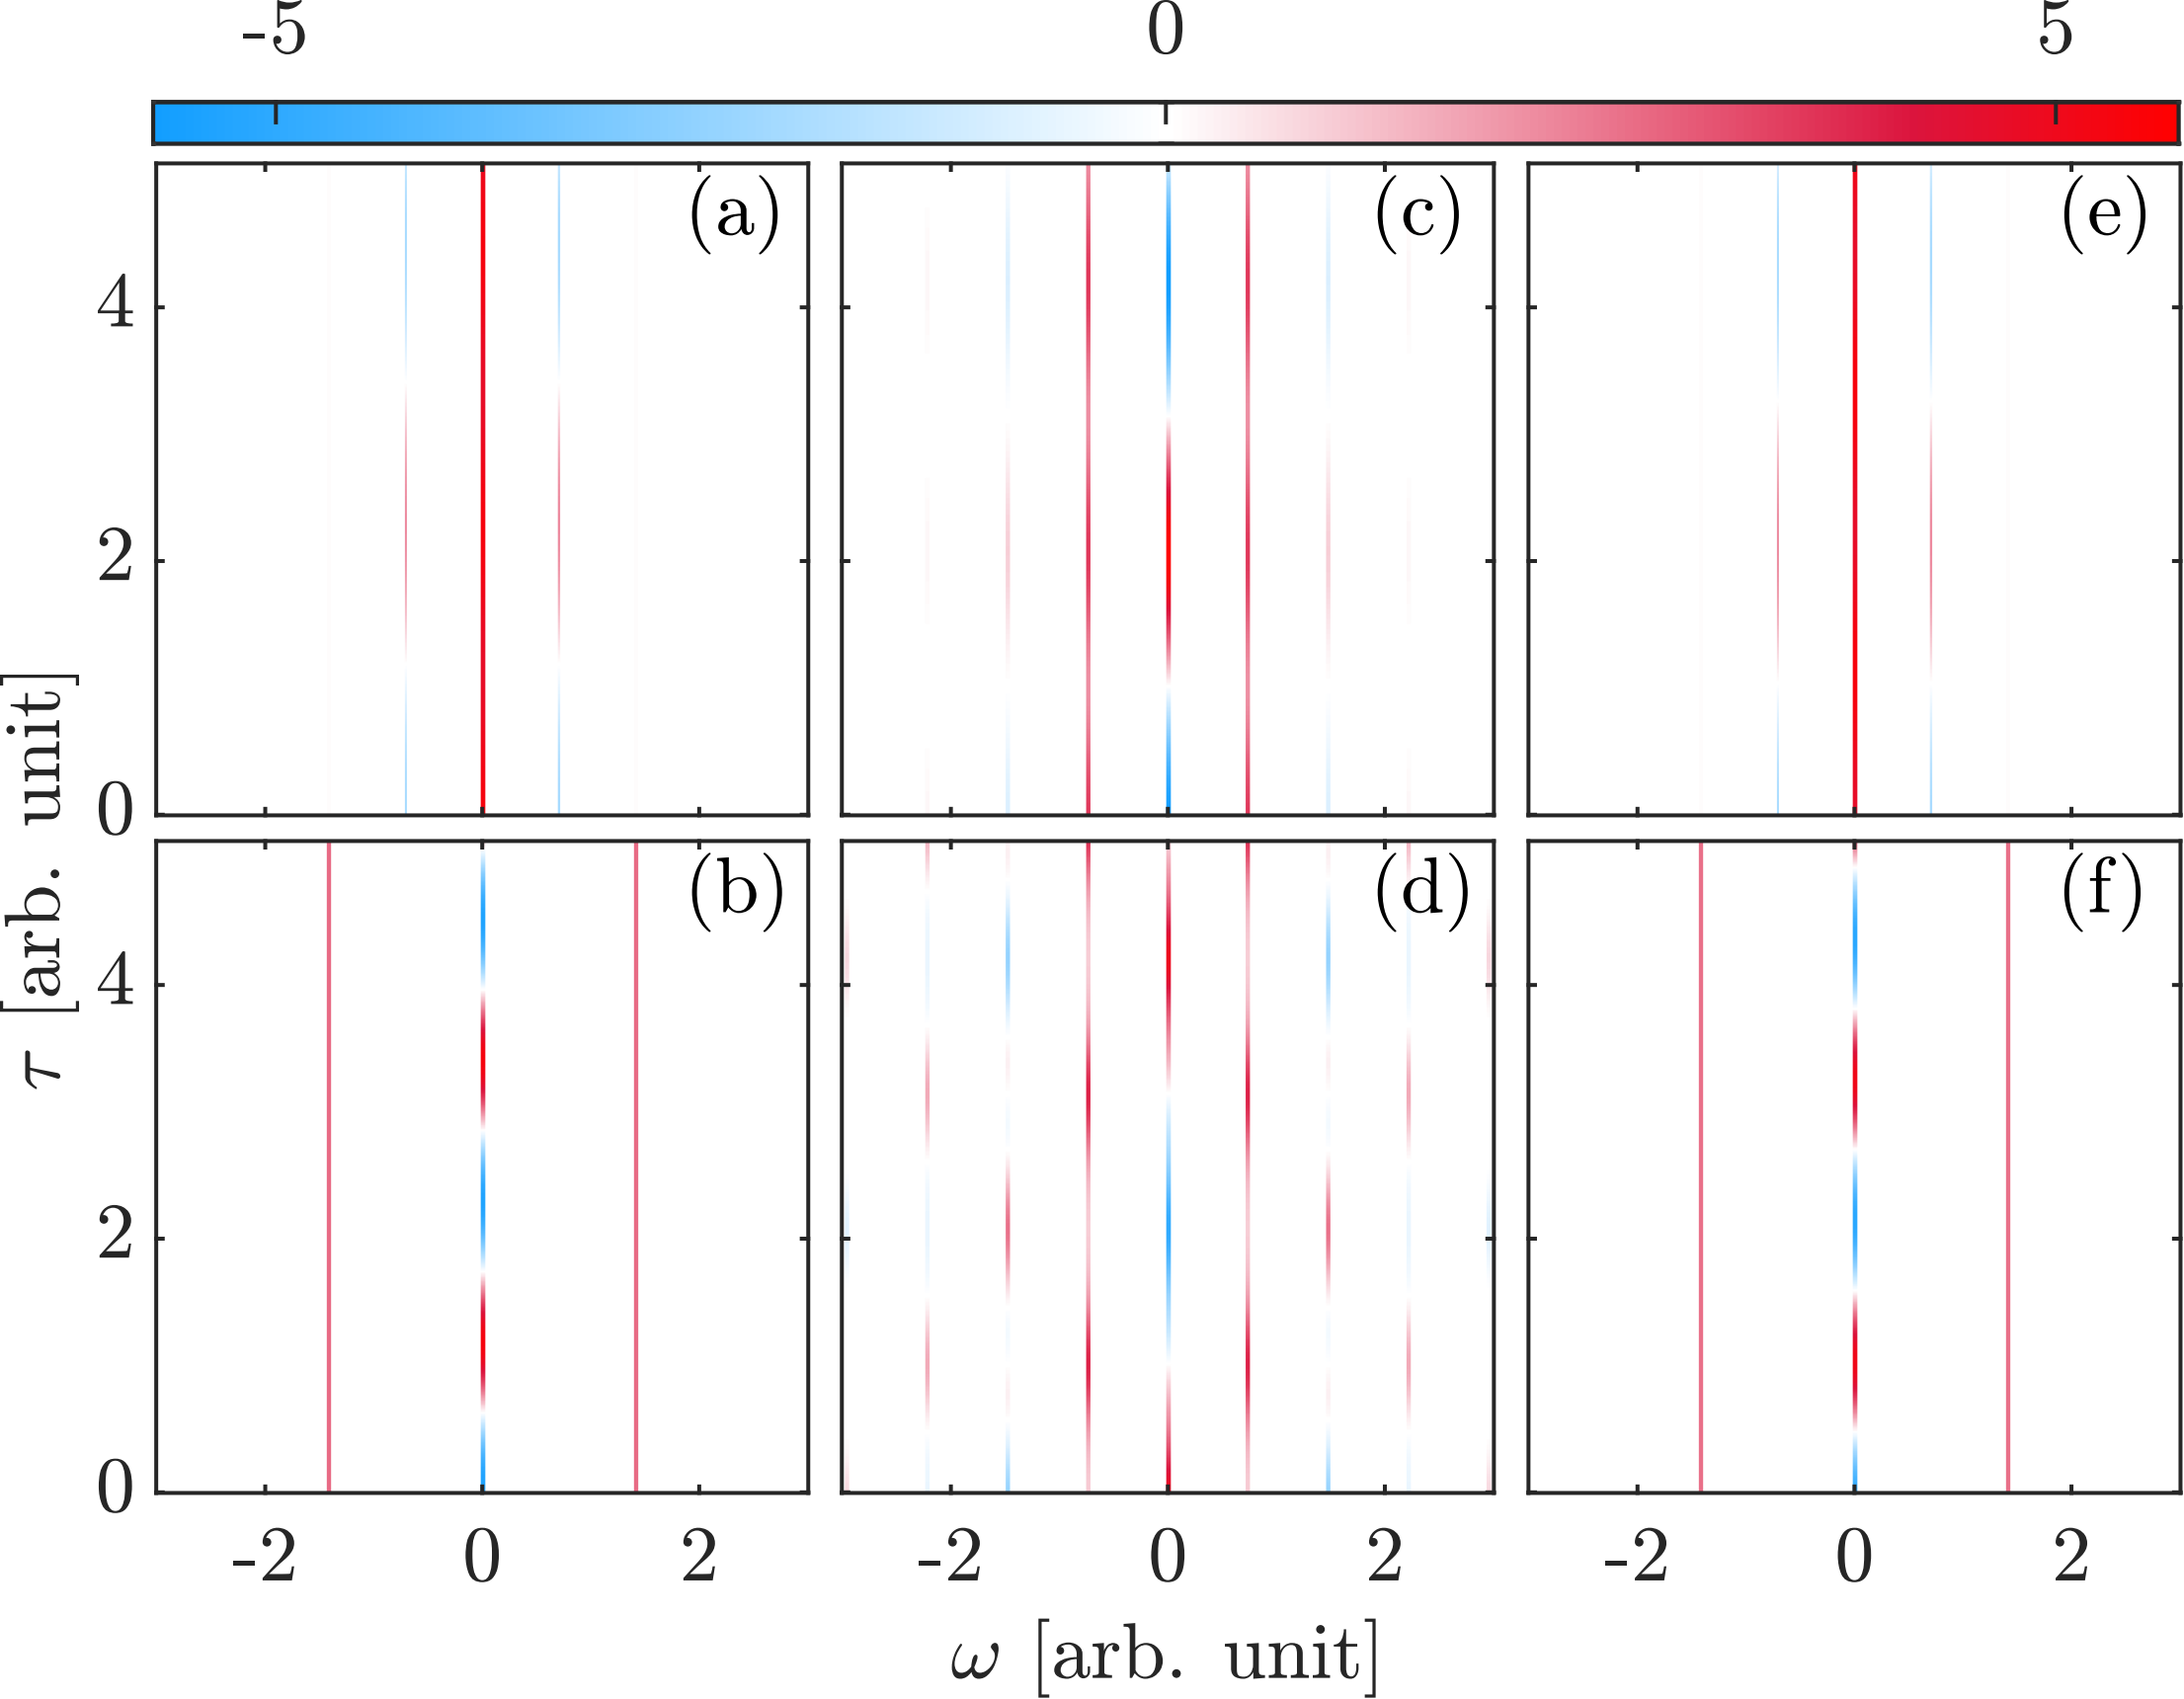 -5 0 5
(a) (c) (e)
4
2
0
(b) (d) (f)
4
2
0
τ [arb. unit]
-2 0 2 -2 0 2 -2 0 2
ω [arb. unit]